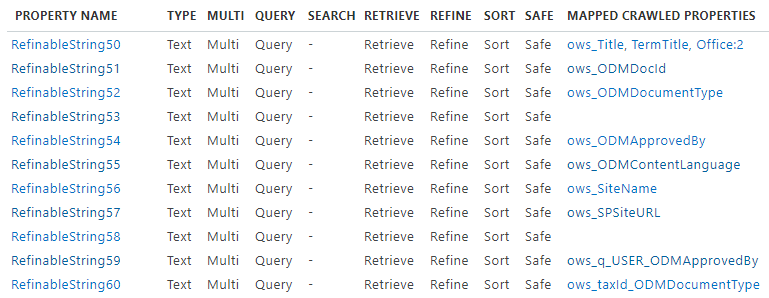 PROPERTY NAME TYPE MULTI QUERY SEARCH RETRIEVE REFINE SORT SAFE MAPPED CRAWLED PROPERTIES
RefinableString50 Text Multi Query - Retrieve Refine Sort Safe ows_Title, TermTitle, Office:2
RefinableString51 Text Multi Query - Retrieve Refine Sort Safe ows_ODMDocId
RefinableString52 Text Multi Query - Retrieve Refine Sort Safe ows_ODMDocumentType
RefinableString53 Text Multi Query - Retrieve Refine Sort Safe
RefinableString54 Text Multi Query - Retrieve Refine Sort Safe ows_ODMApprovedBy
RefinableString55 Text Multi Query - Retrieve Refine Sort Safe ows_ODMContentLanguage
RefinableString56 Text Multi Query - Retrieve Refine Sort Safe ows_SiteName
RefinableString57 Text Multi Query - Retrieve Refine Sort Safe ows_SPSiteURL
RefinableString58 Text Multi Query - Retrieve Refine Sort Safe
RefinableString59 Text Multi Query - Retrieve Refine Sort Safe ows_q_USER_ODMApprovedBy
RefinableString60 Text Multi Query - Retrieve Refine Sort Safe ows_taxId_ODMDocumentType